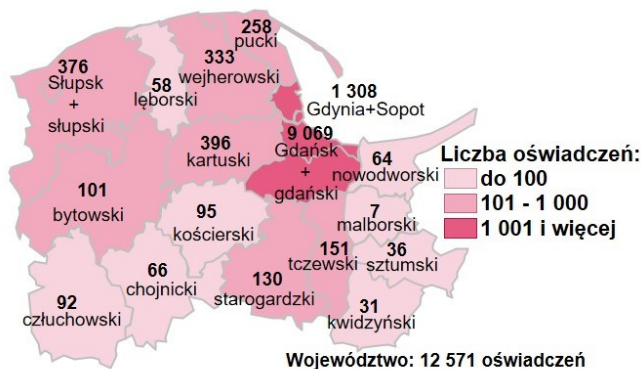 258
pucki
376
Słupsk
+
słupski
58
lęborski
333
wejherowski
1 308
Gdynia+Sopot
396
kartuski
9 069
Gdańsk
+
gdański
64
nowodworski
Liczba oświadczeń:
do 100
101 - 1 000
1 001 i więcej
101
bytowski
95
kościerski
7
malborski
151
tczewski
36
sztumski
66
chojnicki
130
starogardzki
92
człuchowski
31
kwidzyński
Województwo: 12 571 oświadczeń